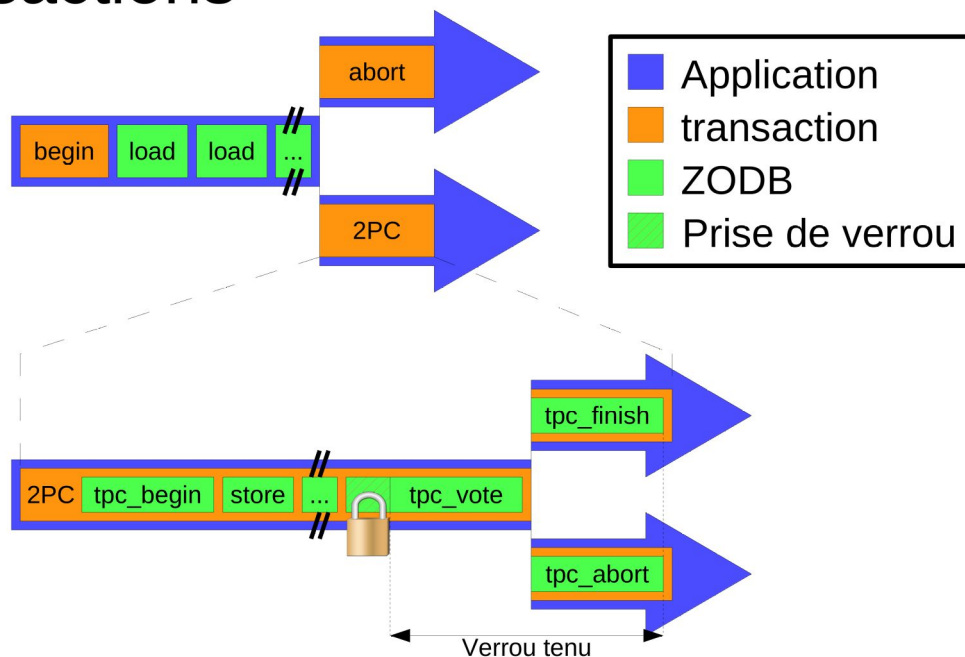 abort
begin load load ...
2PC
Application
transaction
ZODB
Prise de verrou
tpc_finish
2PC tpc_begin store ... tpc_vote
tpc_abort
Verrou tenu